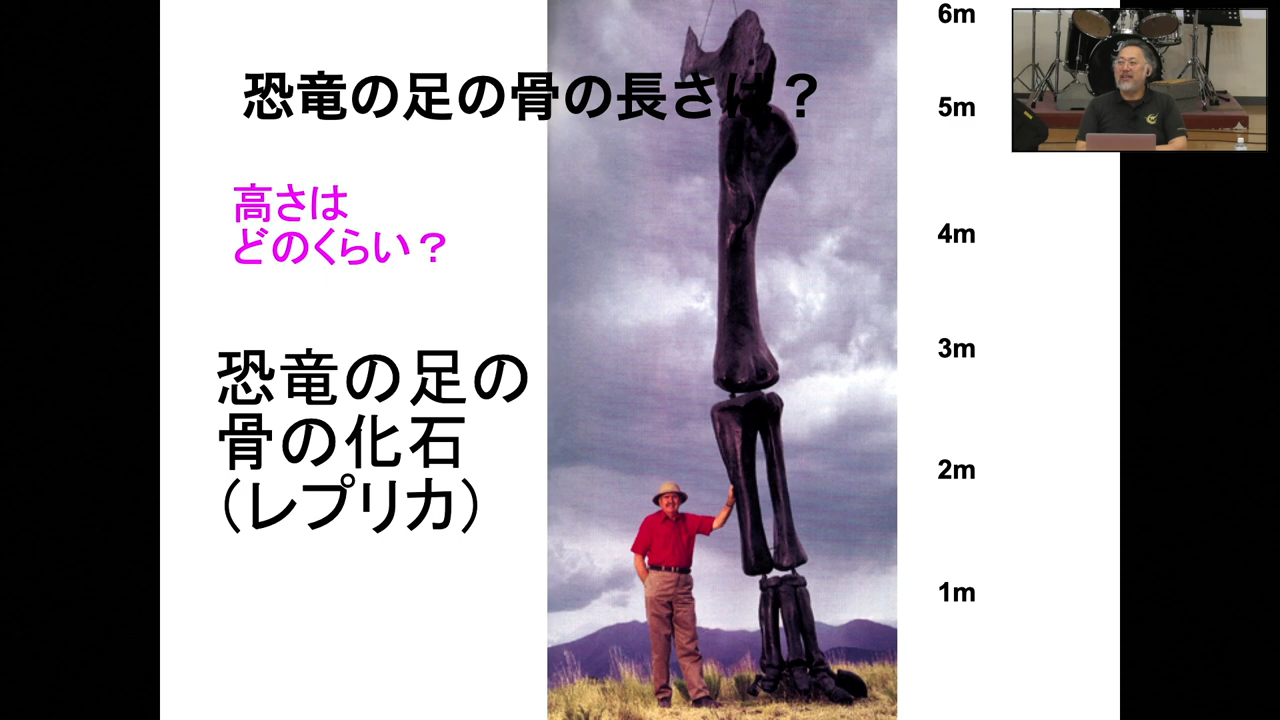 恐竜の足の骨の長さは？
高さは
どのくらい？
恐竜の足の
骨の化石
（レプリカ）
6m
5m
4m
3m
2m
1m